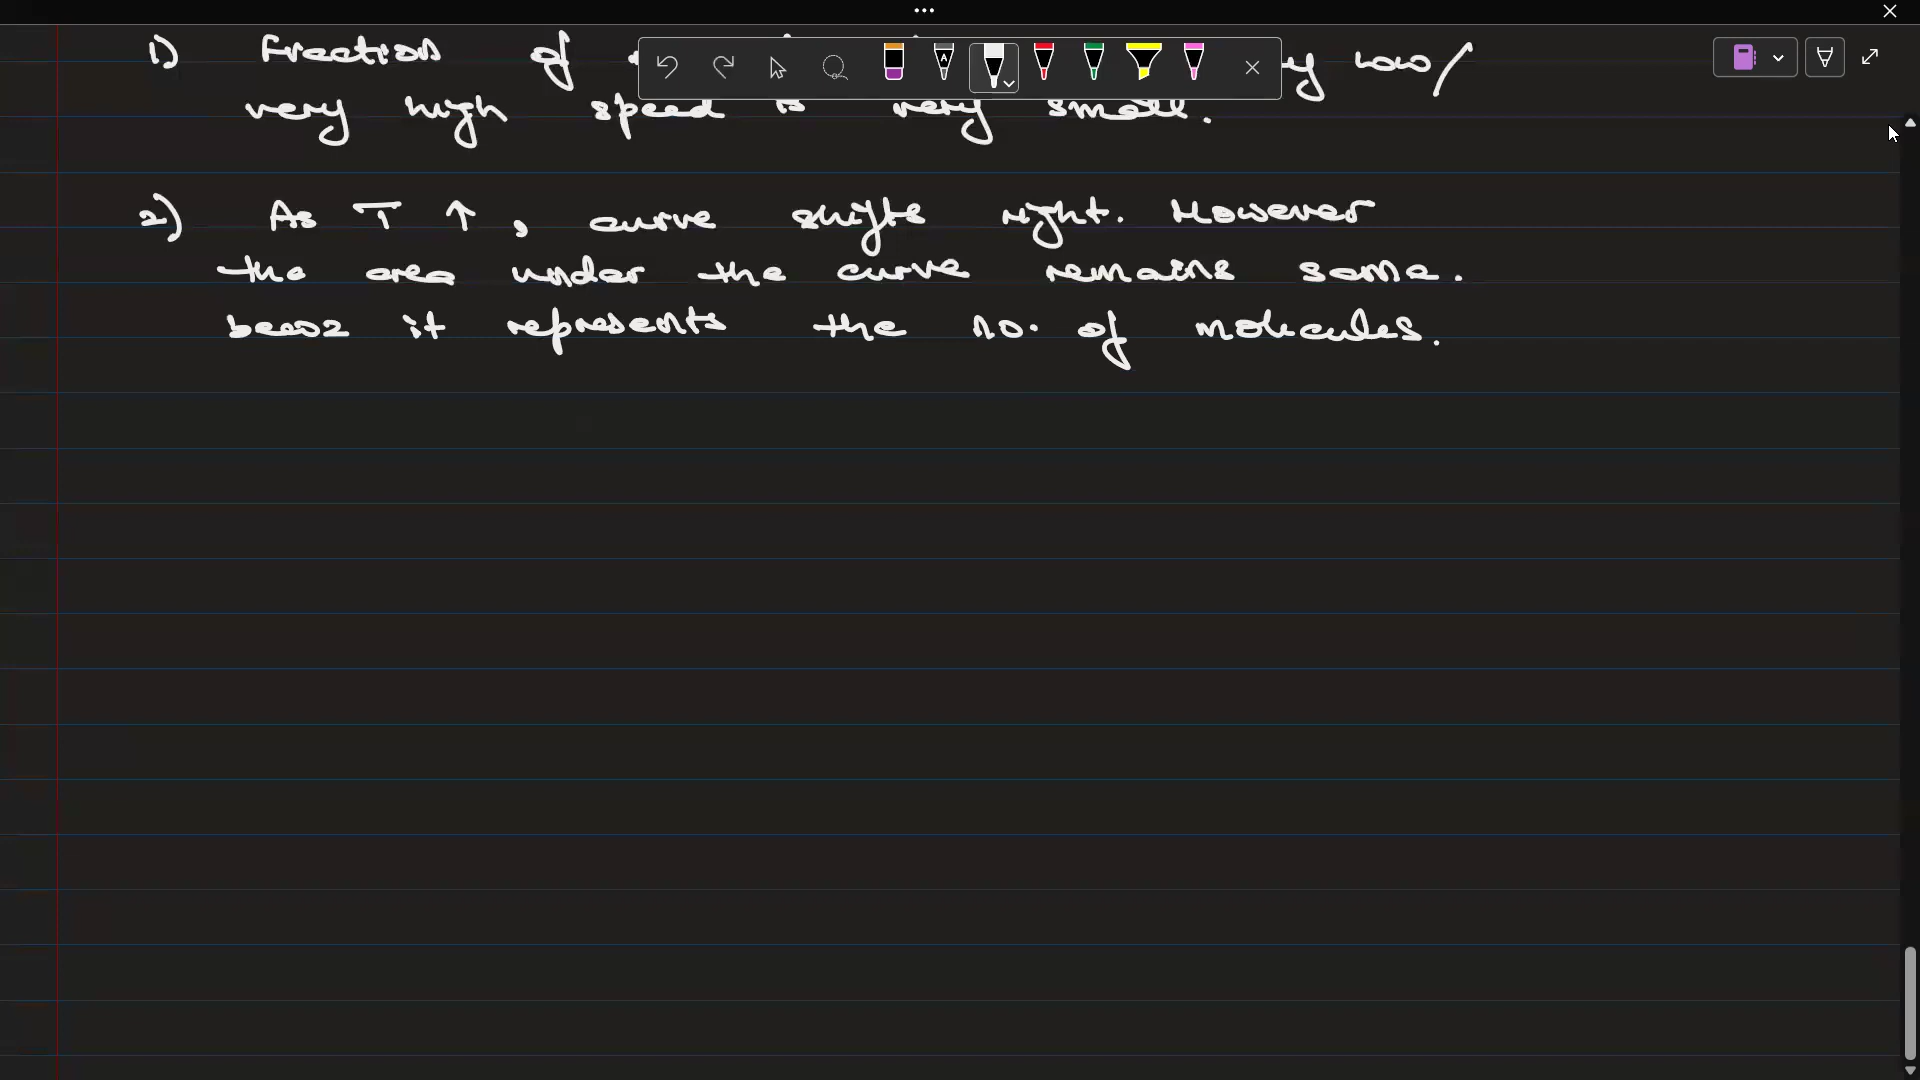 1) Fraction of low/
very high speed is very small.
2) As T ↑, curve shifts right. However
the area under the curve remains same.
becoz it represents the no. of molecules.